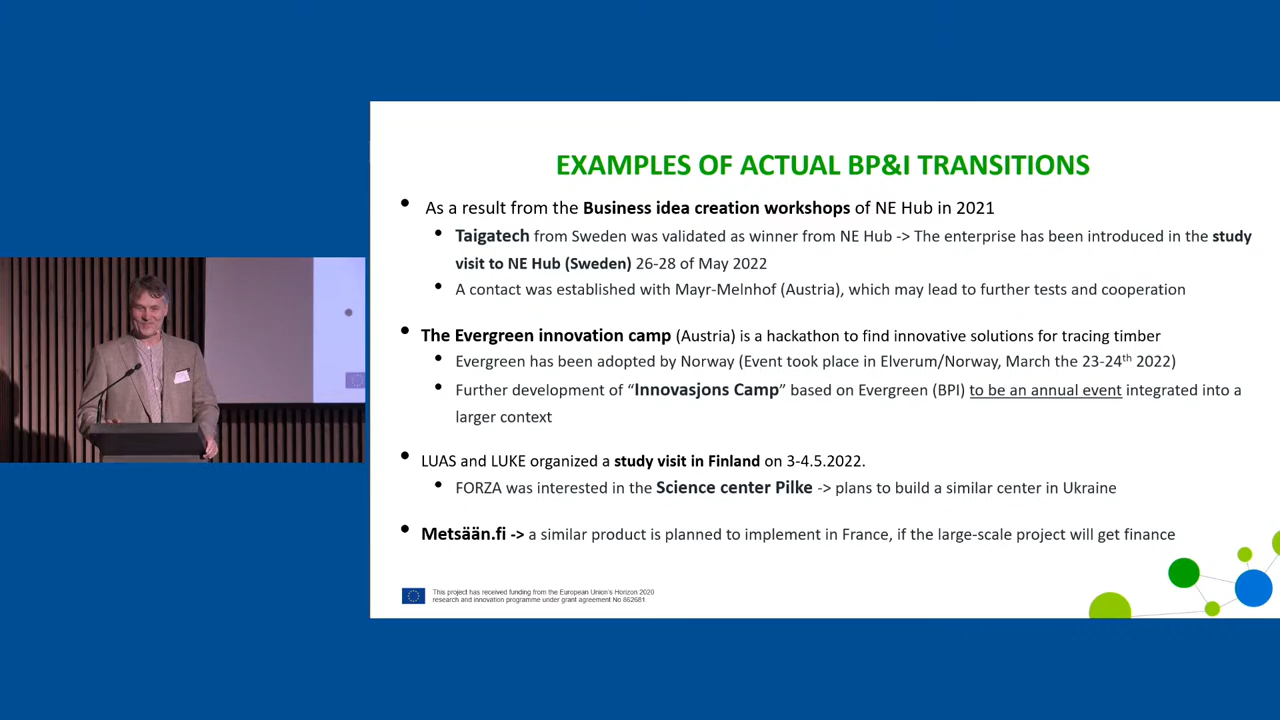 EXAMPLES OF ACTUAL BP&I TRANSITIONS
• As a result from the Business idea creation workshops of NE Hub in 2021
• Taigatech from Sweden was validated as winner from NE Hub -> The enterprise has been introduced in the study
visit to NE Hub (Sweden) 26-28 of May 2022
• A contact was established with Mayr-Melnhof (Austria), which may lead to further tests and cooperation
• The Evergreen innovation camp (Austria) is a hackathon to find innovative solutions for tracing timber
• Evergreen has been adopted by Norway (Event took place in Elverum/Norway, March the 23-24th 2022)
• Further development of “Innovasjons Camp” based on Evergreen (BPI) to be an annual event integrated into a
larger context
• LUAS and LUKE organized a study visit in Finland on 3-4.5.2022.
• FORZA was interested in the Science center Pilke -> plans to build a similar center in Ukraine
• Metsään.fi -> a similar product is planned to implement in France, if the large-scale project will get finance
This project has received funding from the European Union's Horizon 2020
research and innovation programme under grant agreement No 862681